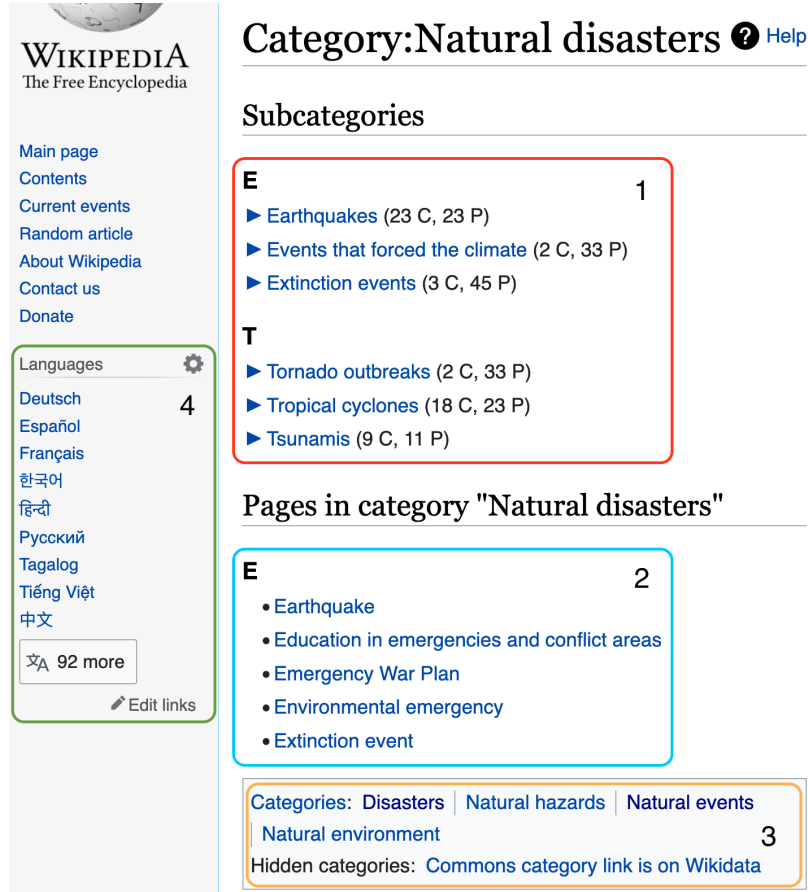 WIKIPEDIA
The Free Encyclopedia
Main page
Contents
Current events
Random article
About Wikipedia
Contact us
Donate
Languages
4
Deutsch
Español
Français
한국어
हिन्दी
Русский
Tagalog
Tiếng Việt
中文
92 more
Edit links
Category:Natural disasters ? Help
Subcategories
E
1
► Earthquakes (23 C, 23 P)
► Events that forced the climate (2 C, 33 P)
► Extinction events (3 C, 45 P)
T
► Tornado outbreaks (2 C, 33 P)
► Tropical cyclones (18 C, 23 P)
► Tsunamis (9 C, 11 P)
Pages in category "Natural disasters"
E
2
• Earthquake
• Education in emergencies and conflict areas
• Emergency War Plan
• Environmental emergency
• Extinction event
Categories: Disasters | Natural hazards | Natural events
| Natural environment
3
Hidden categories: Commons category link is on Wikidata